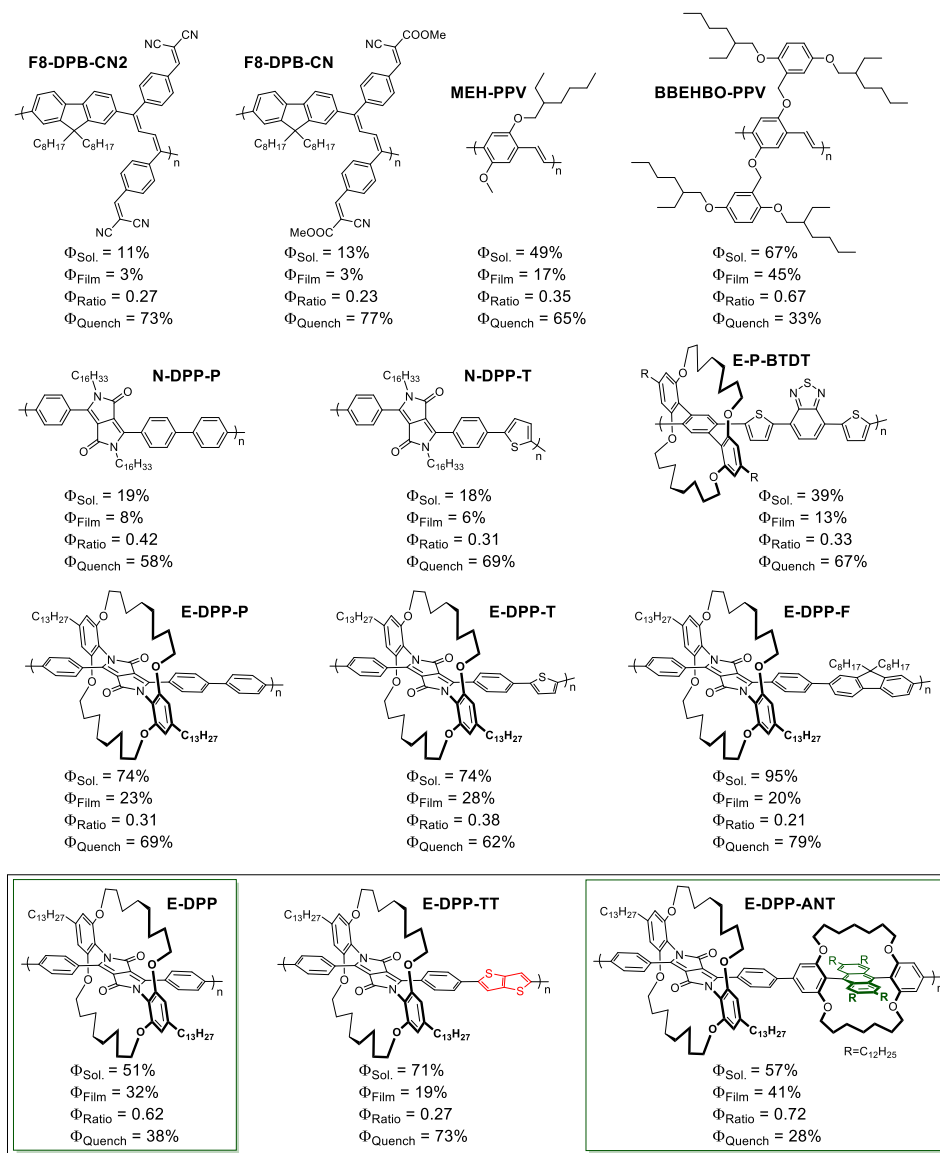 F8-DPB-CN2
NC
CN
NC
CN
C8H17
C8H17
n
ΦSol. = 11%
ΦFilm = 3%
ΦRatio = 0.27
ΦQuench = 73%
F8-DPB-CN
COOMe
NC
C8H17
C8H17
n
MeOOC
CN
ΦSol. = 13%
ΦFilm = 3%
ΦRatio = 0.23
ΦQuench = 77%
MEH-PPV
O
O
n
ΦSol. = 49%
ΦFilm = 17%
ΦRatio = 0.35
ΦQuench = 65%
BBEHBO-PPV
O
O
O
n
O
O
O
ΦSol. = 67%
ΦFilm = 45%
ΦRatio = 0.67
ΦQuench = 33%
N-DPP-P
C16H33
N
O
O
N
C16H33
n
ΦSol. = 19%
ΦFilm = 8%
ΦRatio = 0.42
ΦQuench = 58%
N-DPP-T
C16H33
N
O
O
N
C16H33
S
n
ΦSol. = 18%
ΦFilm = 6%
ΦRatio = 0.31
ΦQuench = 69%
E-P-BTDT
R
O
O
O
O
R
S
N
S
N
S
n
ΦSol. = 39%
ΦFilm = 13%
ΦRatio = 0.33
ΦQuench = 67%
E-DPP-P
C13H27
O
N
O
O
O
N
O
C13H27
n
ΦSol. = 74%
ΦFilm = 23%
ΦRatio = 0.31
ΦQuench = 69%
E-DPP-T
C13H27
O
N
O
O
O
N
O
S
C13H27
n
ΦSol. = 74%
ΦFilm = 28%
ΦRatio = 0.38
ΦQuench = 62%
E-DPP-F
C13H27
O
N
O
O
O
N
O
C8H17
C8H17
C13H27
n
ΦSol. = 95%
ΦFilm = 20%
ΦRatio = 0.21
ΦQuench = 79%
E-DPP
C13H27
O
N
O
O
O
N
O
C13H27
n
ΦSol. = 51%
ΦFilm = 32%
ΦRatio = 0.62
ΦQuench = 38%
E-DPP-TT
C13H27
O
N
O
O
O
N
O
S
S
C13H27
n
ΦSol. = 71%
ΦFilm = 19%
ΦRatio = 0.27
ΦQuench = 73%
E-DPP-ANT
C13H27
O
N
O
O
O
N
O
C13H27
O
O
R
R
R
R
O
O
n
R=C12H25
ΦSol. = 57%
ΦFilm = 41%
ΦRatio = 0.72
ΦQuench = 28%